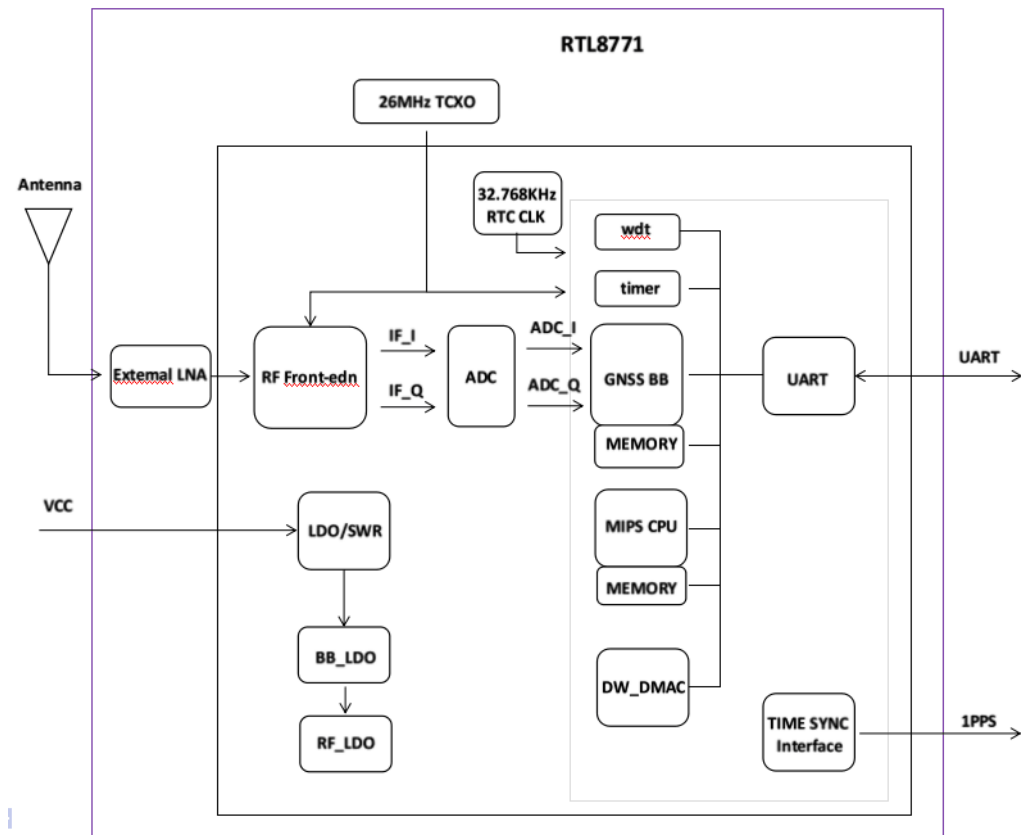 RTL8771
26MHz TCXO
Antenna
32.768KHz
RTC CLK
wdt
timer
IF_I
ADC_I
External LNA
RF Front-edn
ADC
GNSS BB
UART
UART
IF_Q
ADC_Q
MEMORY
VCC
LDO/SWR
MIPS CPU
MEMORY
BB_LDO
DW_DMAC
RF_LDO
TIME SYNC
Interface
1PPS